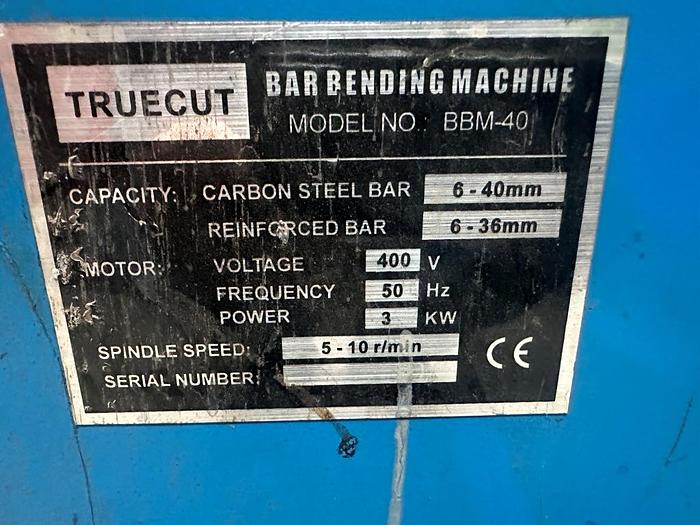 TRUECUT
BAR BENDING MACHINE
MODEL NO.: BBM-40
CAPACITY: CARBON STEEL BAR 6 - 40mm
REINFORCED BAR 6 - 36mm
MOTOR: VOLTAGE 400 V
FREQUENCY 50 Hz
POWER 3 KW
SPINDLE SPEED: 5 - 10 r/min
SERIAL NUMBER:
CE